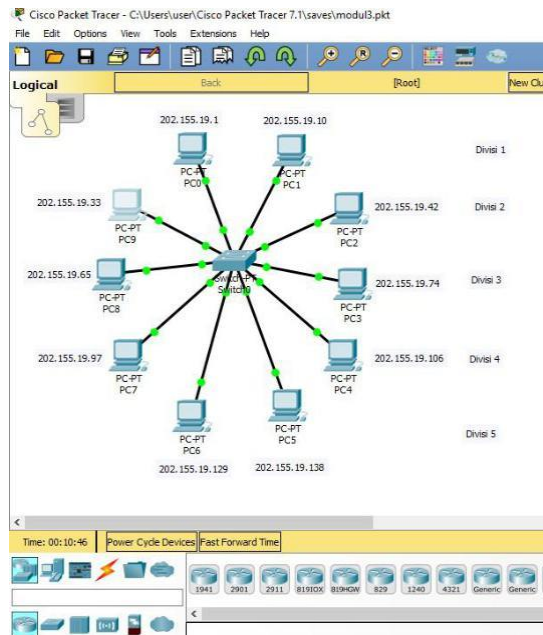 Cisco Packet Tracer - C:\Users\user\Cisco Packet Tracer 7.1\saves\modul3.pkt
File Edit Options View Tools Extensions Help
Logical Back [Root] New Clu
202.155.19.1 202.155.19.10
PC-PT
PC0
PC-PT
PC1
Divisi 1
202.155.19.33
PC-PT
PC9
202.155.19.42
PC-PT
PC2
Divisi 2
202.155.19.65
PC-PT
PC8
Switch-PT
Switch0
202.155.19.74
PC-PT
PC3
Divisi 3
202.155.19.97
PC-PT
PC7
202.155.19.106
PC-PT
PC4
Divisi 4
PC-PT
PC6
202.155.19.129
PC-PT
PC5
202.155.19.138
Divisi 5
Time: 00:10:46 Power Cycle Devices Fast Forward Time
1941 2901 2911 819IOX 819HGW 829 1240 4321 Generic Generic